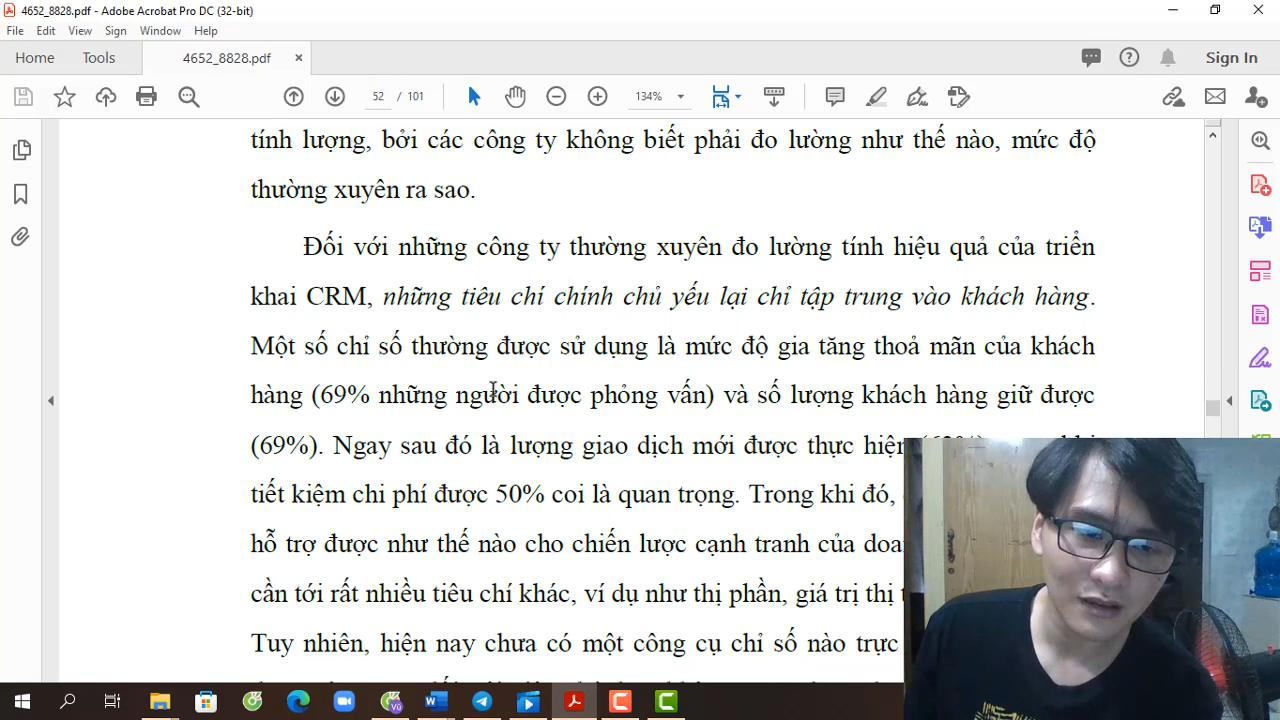 4652_8828.pdf - Adobe Acrobat Pro DC (32-bit)
File Edit View Sign Window Help
Home Tools 4652_8828.pdf × Sign In
52 / 101 134%
tính lượng, bởi các công ty không biết phải đo lường như thế nào, mức độ
thường xuyên ra sao.
Đối với những công ty thường xuyên đo lường tính hiệu quả của triển
khai CRM, những tiêu chí chính chủ yếu lại chỉ tập trung vào khách hàng.
Một số chỉ số thường được sử dụng là mức độ gia tăng thoả mãn của khách
hàng (69% những người được phỏng vấn) và số lượng khách hàng giữ được
(69%). Ngay sau đó là lượng giao dịch mới được thực hiện
tiết kiệm chi phí được 50% coi là quan trọng. Trong khi đó,
hỗ trợ được như thế nào cho chiến lược cạnh tranh của
cần tới rất nhiều tiêu chí khác, ví dụ như thị phần, giá trị thị
Tuy nhiên, hiện nay chưa có một công cụ chỉ số nào trực